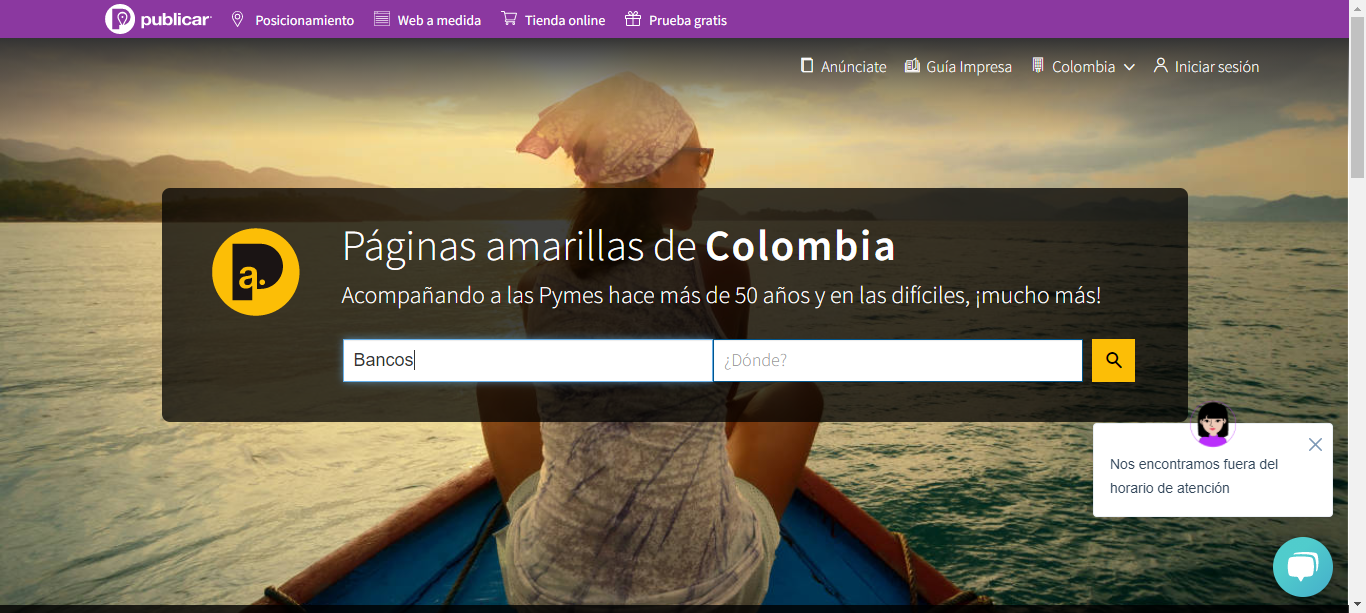 publicar
Posicionamiento
Web a medida
Tienda online
Prueba gratis
Anúnciate
Guía Impresa
Colombia
Iniciar sesión
a.
Páginas amarillas de Colombia
Acompañando a las Pymes hace más de 50 años y en las difíciles, ¡mucho más!
Bancos
¿Dónde?
Nos encontramos fuera del
horario de atención